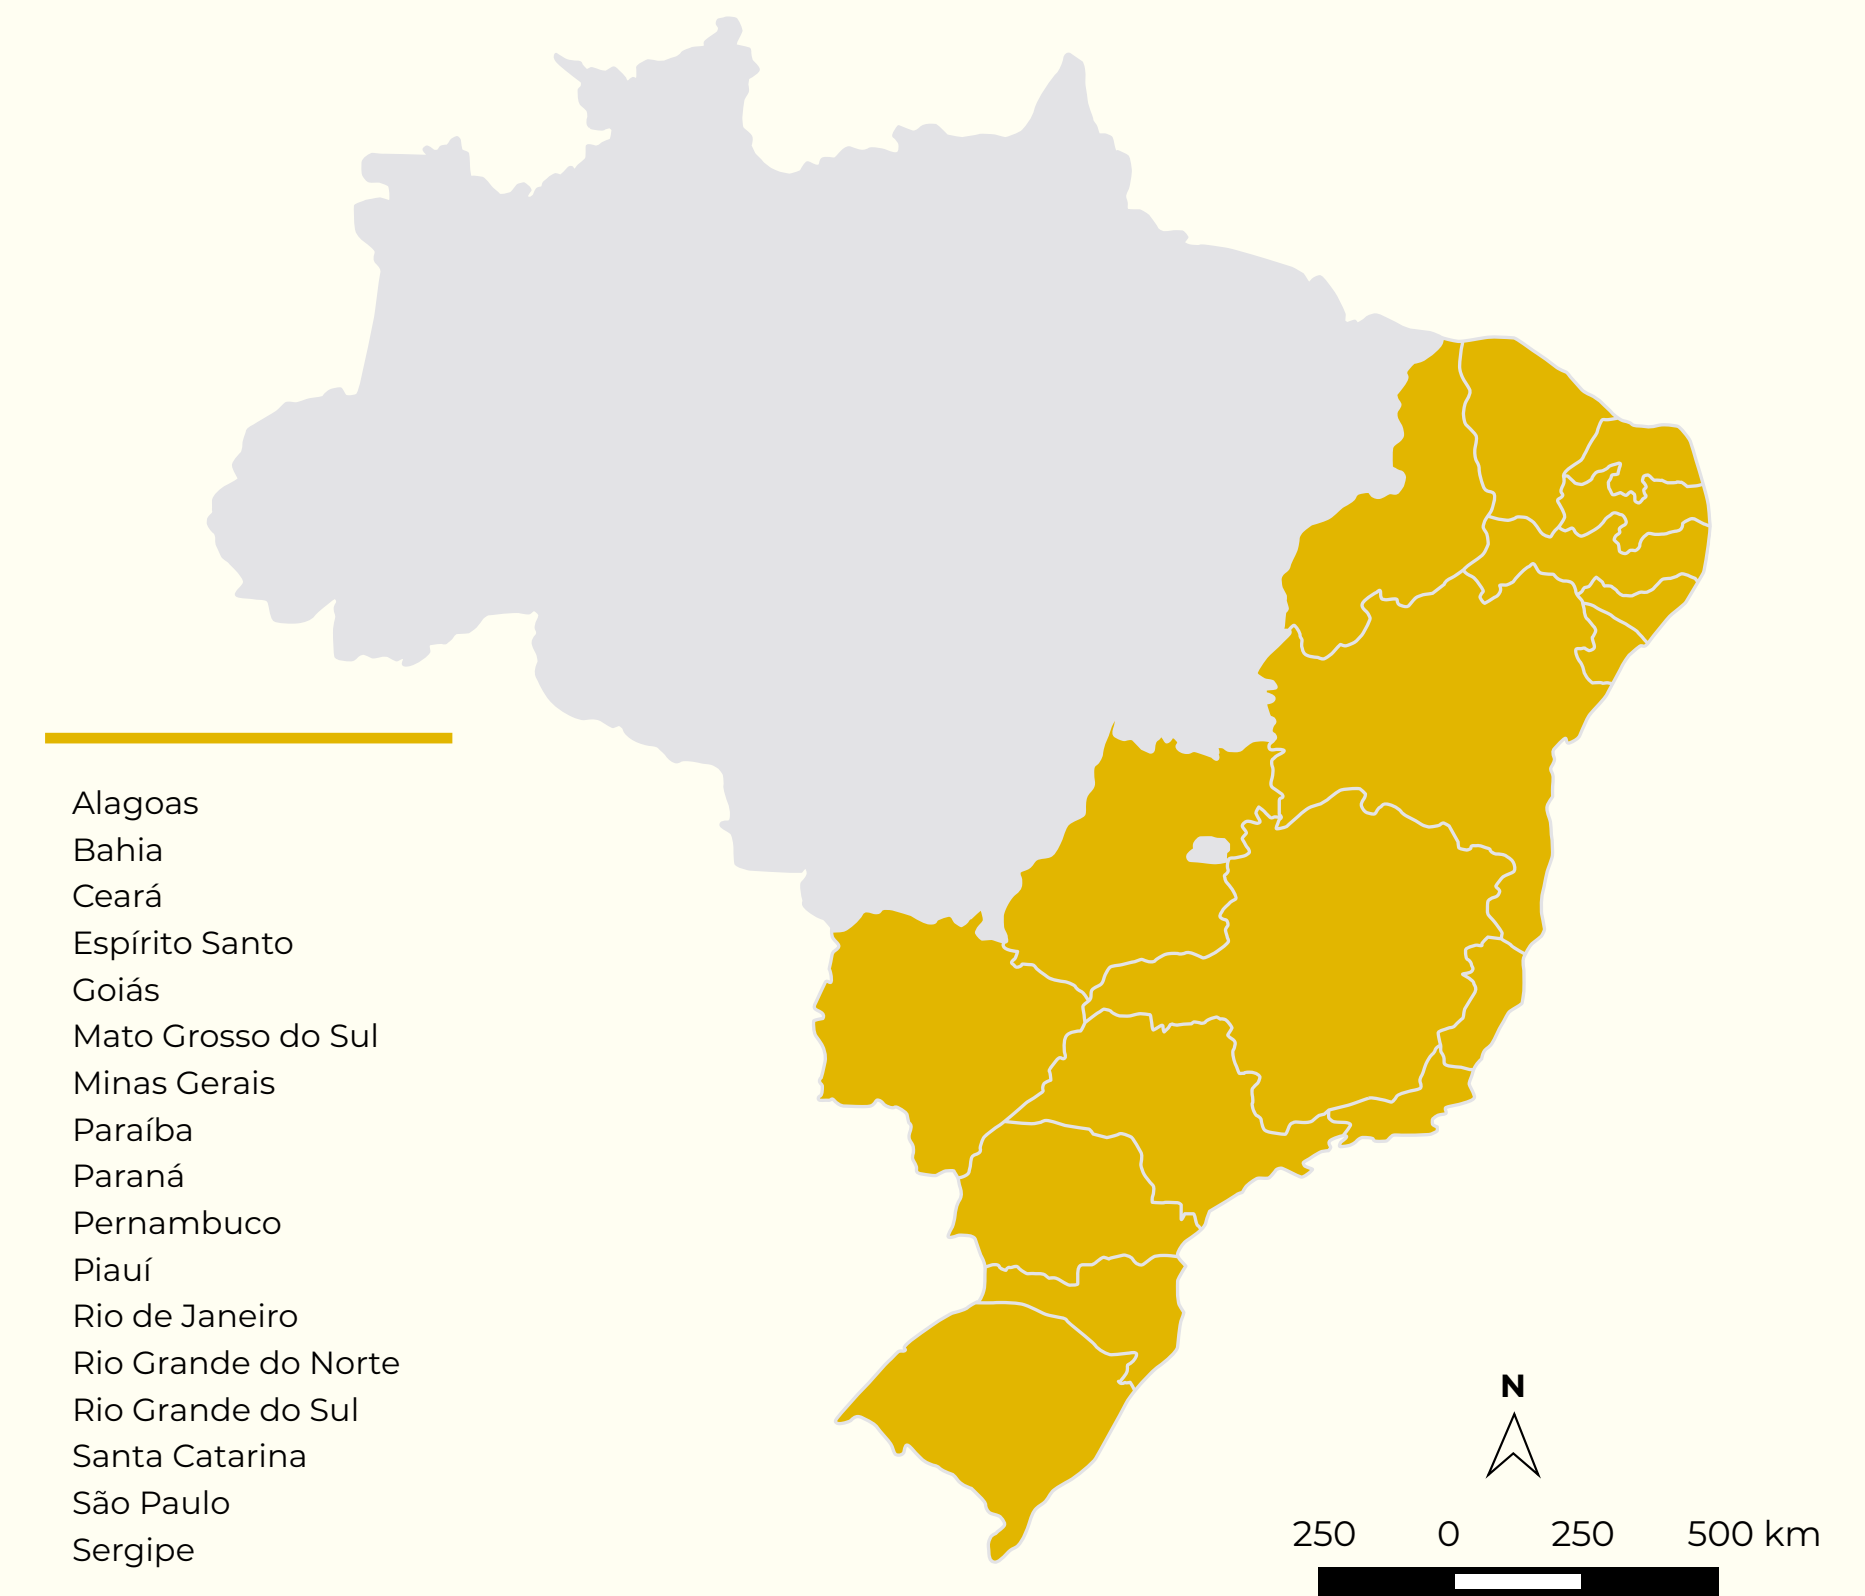 Alagoas
Bahia
Ceará
Espírito Santo
Goiás
Mato Grosso do Sul
Minas Gerais
Paraíba
Paraná
Pernambuco
Piauí
Rio de Janeiro
Rio Grande do Norte
Rio Grande do Sul
Santa Catarina
São Paulo
Sergipe
N
250 0 250 500 km